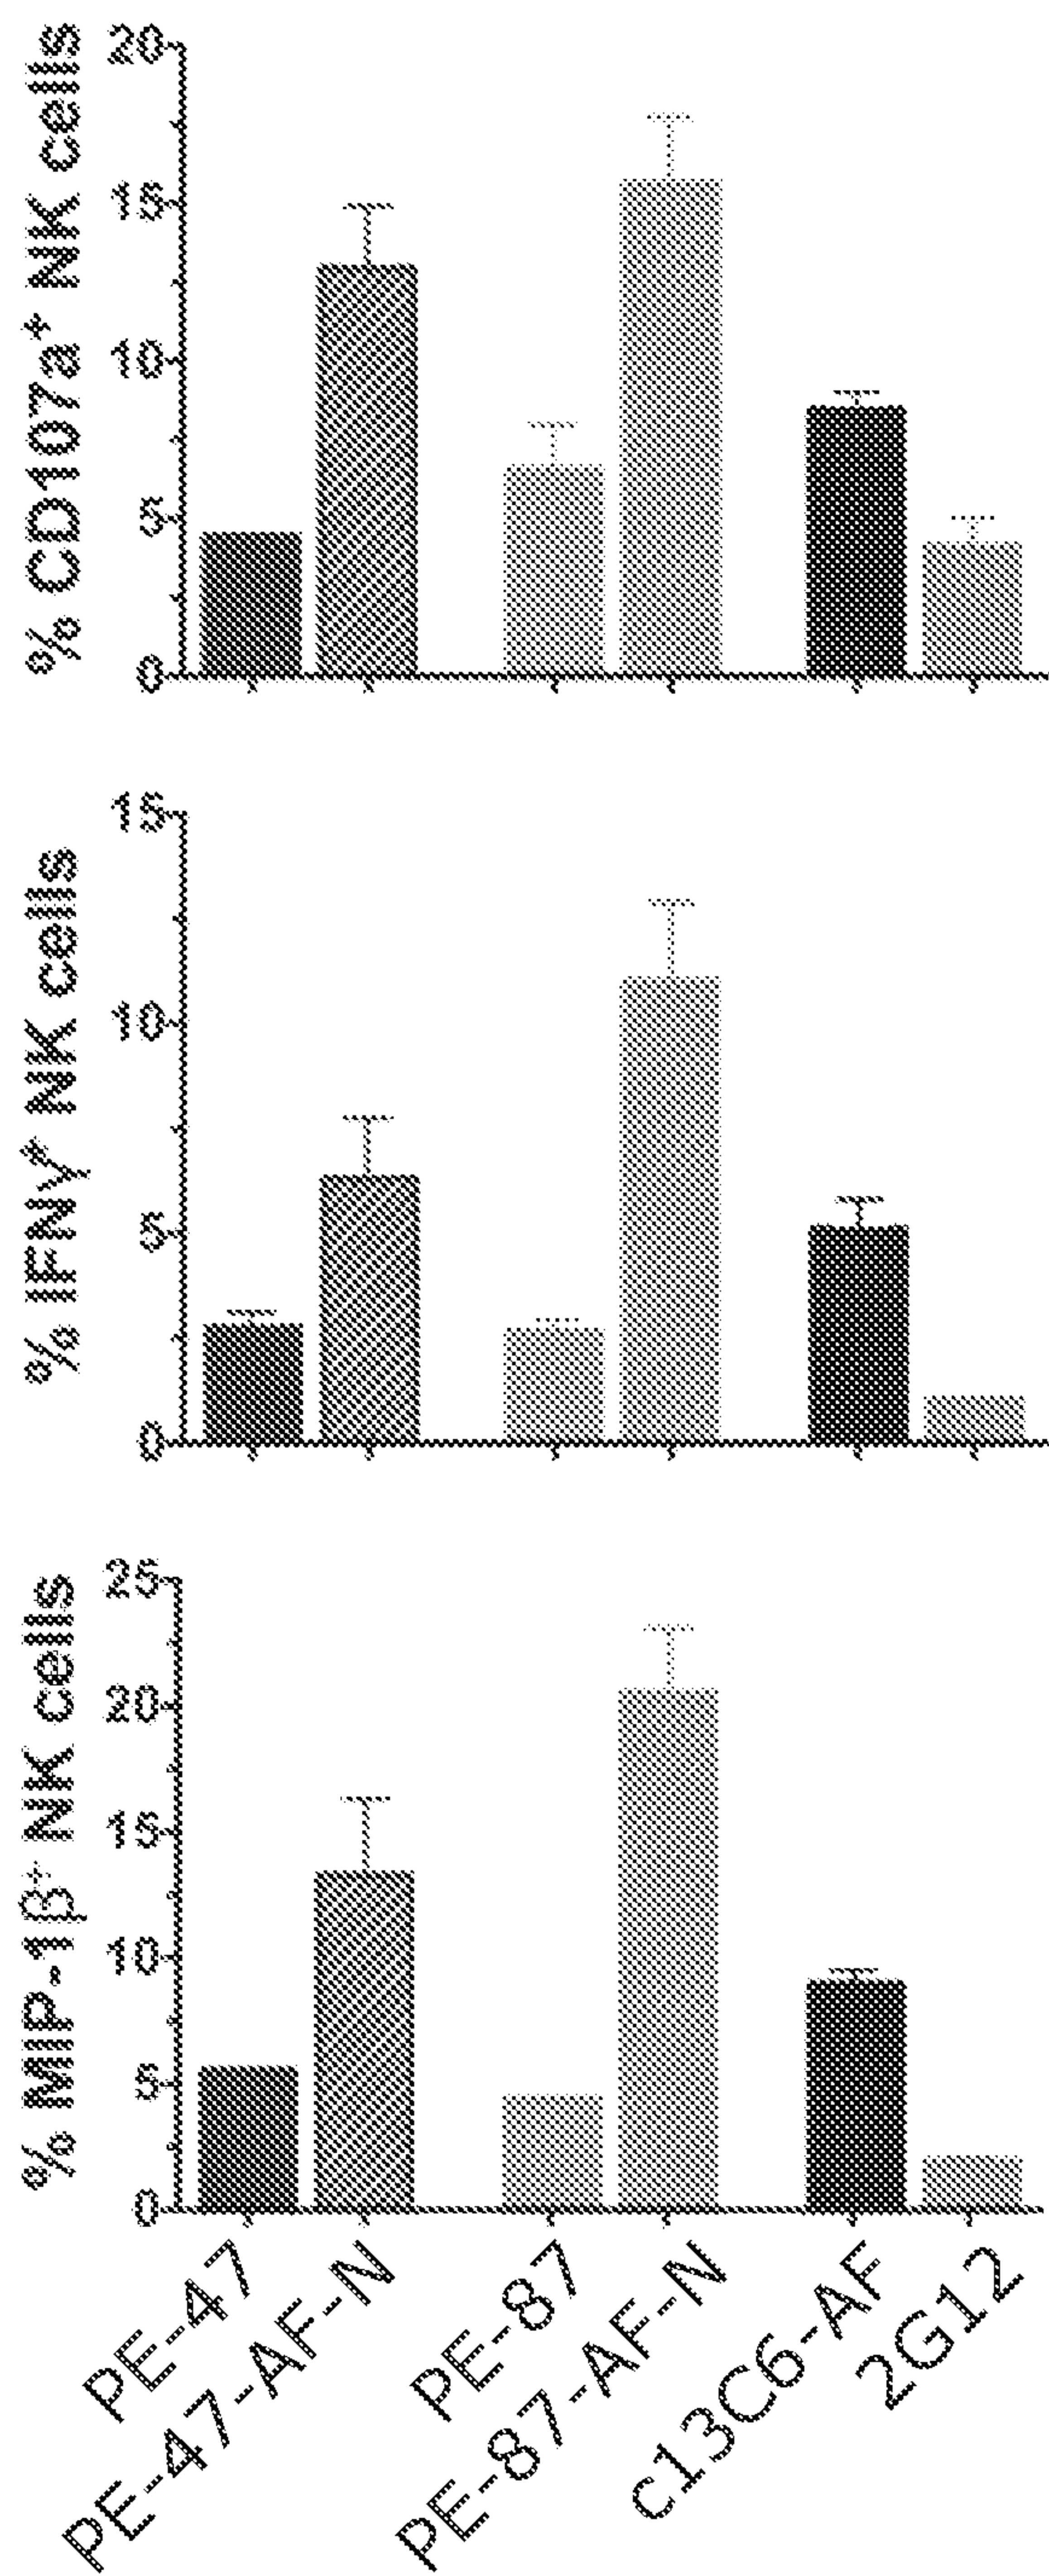 % CD107a⁺ NK cells
20
15
10
5
0
% IFNγ⁺ NK cells
15
10
5
0
% MIP-1β⁺ NK cells
25
20
15
10
5
0
PE-47
PE-47-AF-N
PE-87
PE-87-AF-N
c13C6-AF
2G12